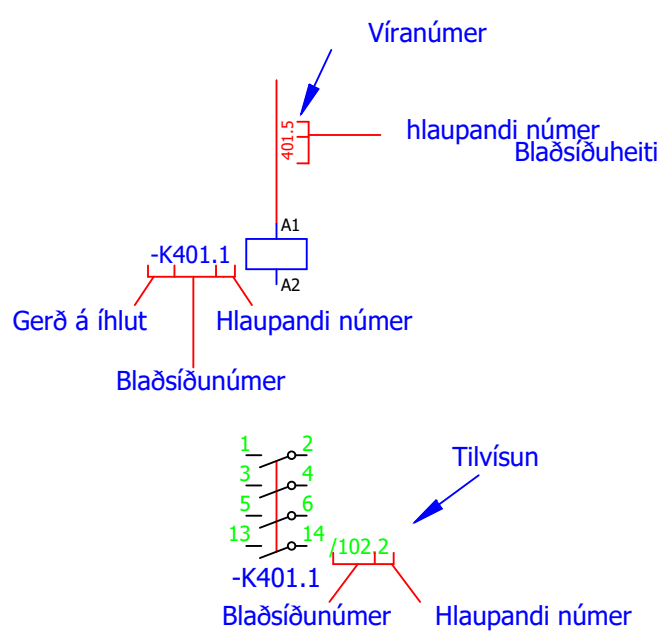 Víranúmer
401.5
hlaupandi númer
Blaðsíðuheiti
A1
-K401.1
A2
Gerð á íhlut
Hlaupandi númer
Blaðsíðunúmer
1 2
3 4
5 6
13 14
Tilvísun
/102 2
-K401.1
Blaðsíðunúmer
Hlaupandi númer